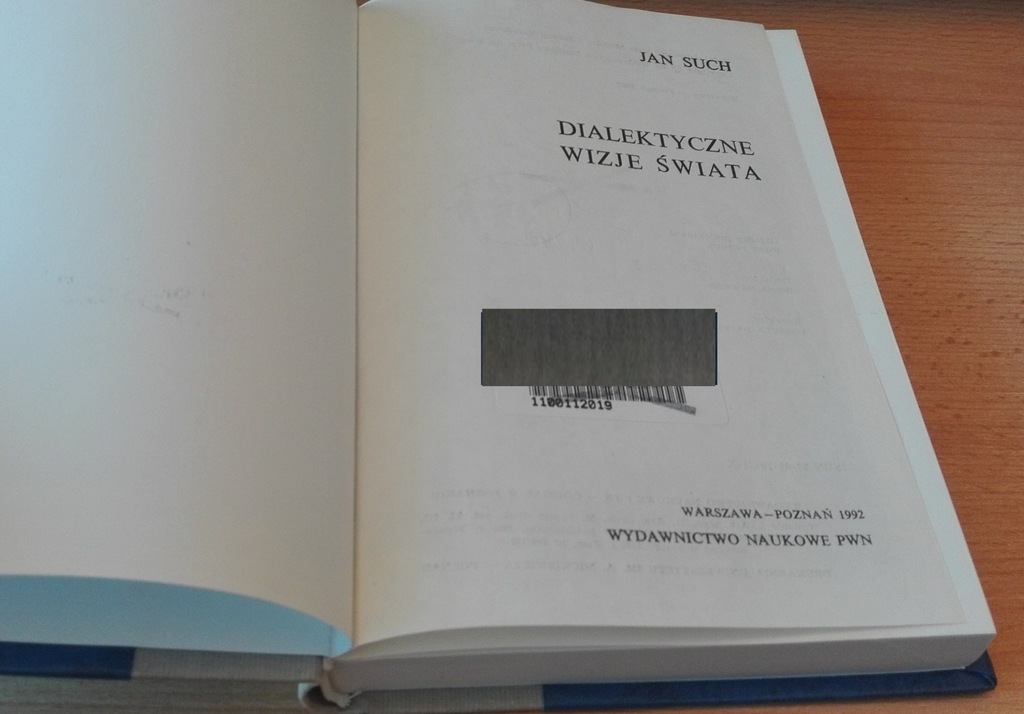 JAN SUCH
DIALEKTYCZNE
WIZJE ŚWIATA
1100112019
WARSZAWA–POZNAŃ 1992
WYDAWNICTWO NAUKOWE PWN